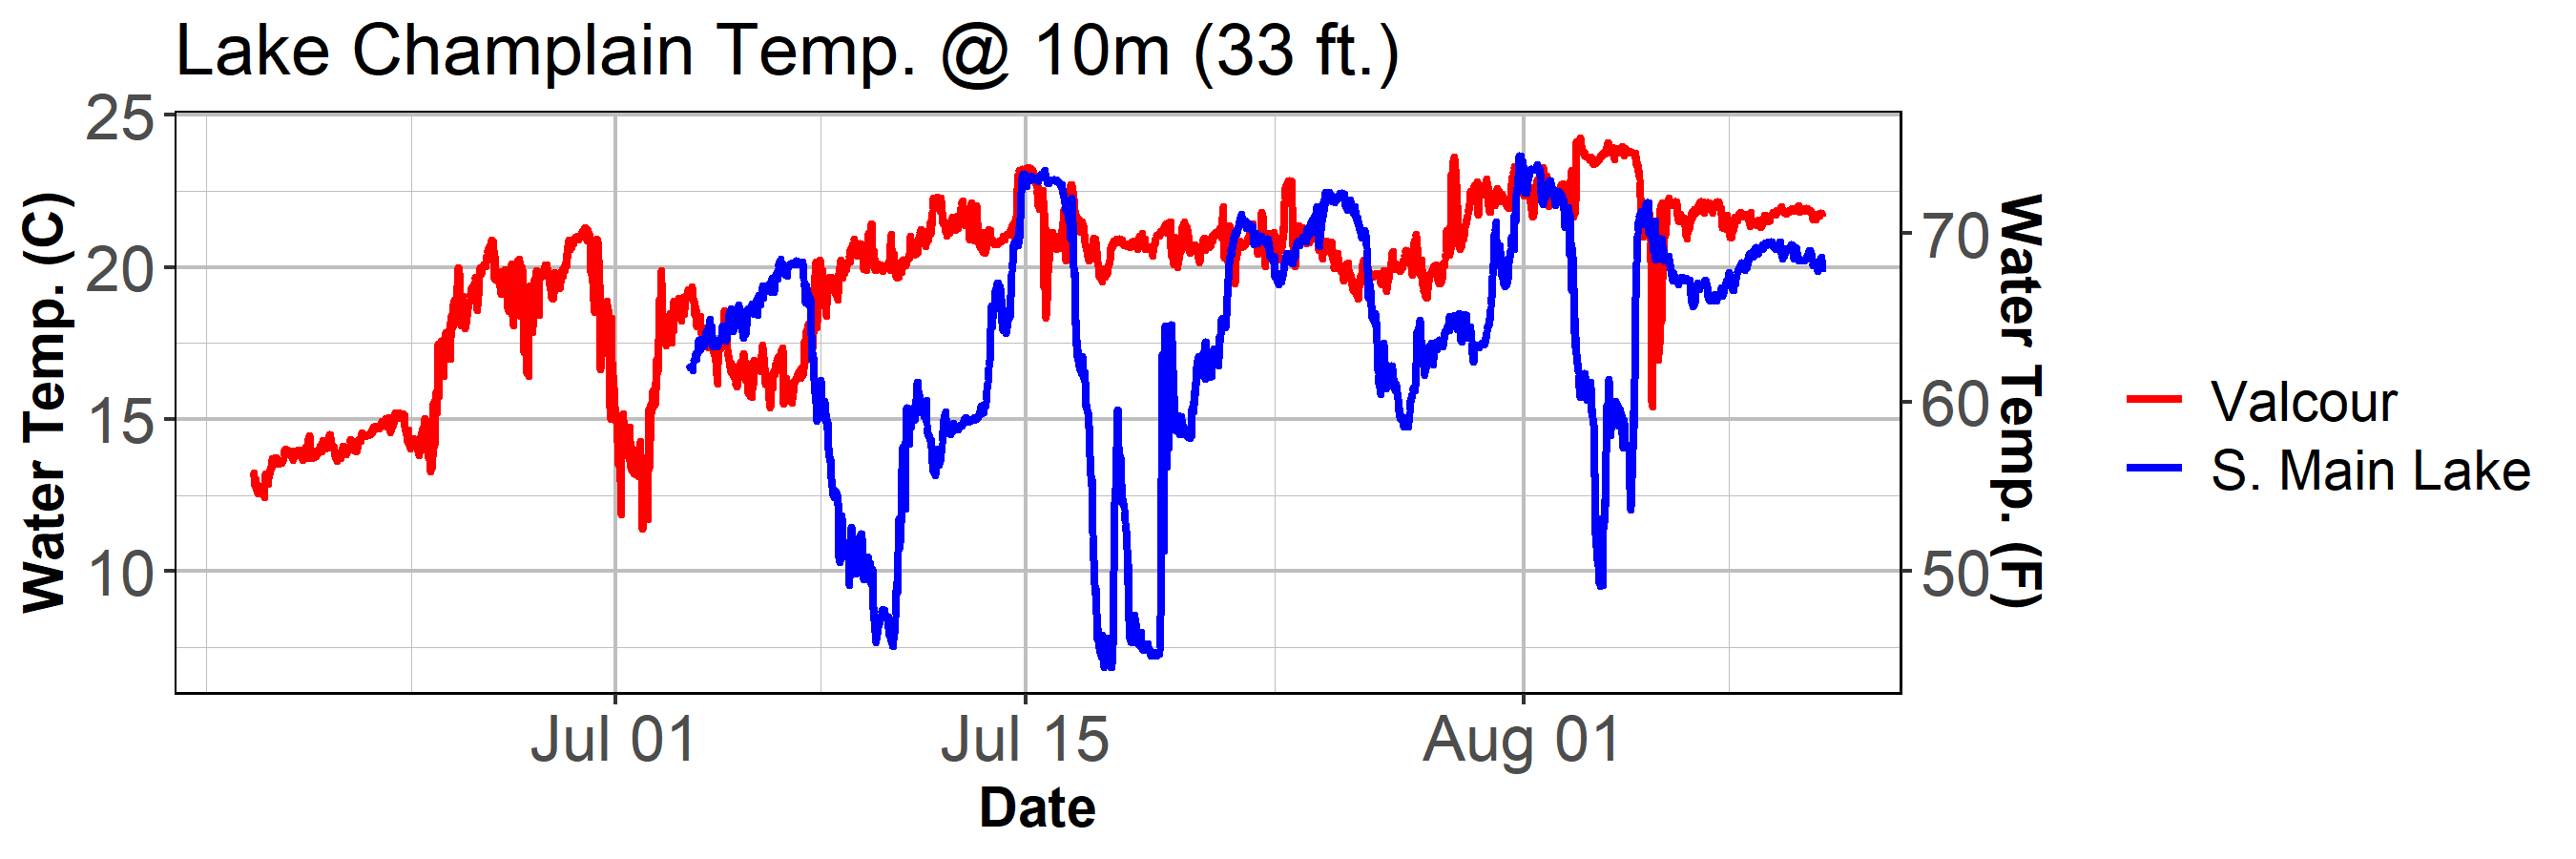 Lake Champlain Temp. @ 10m (33 ft.)
Water Temp. (C)
25
20
15
10
70
60
50
Water Temp. (F)
Jul 01
Jul 15
Aug 01
Date
Valcour
S. Main Lake